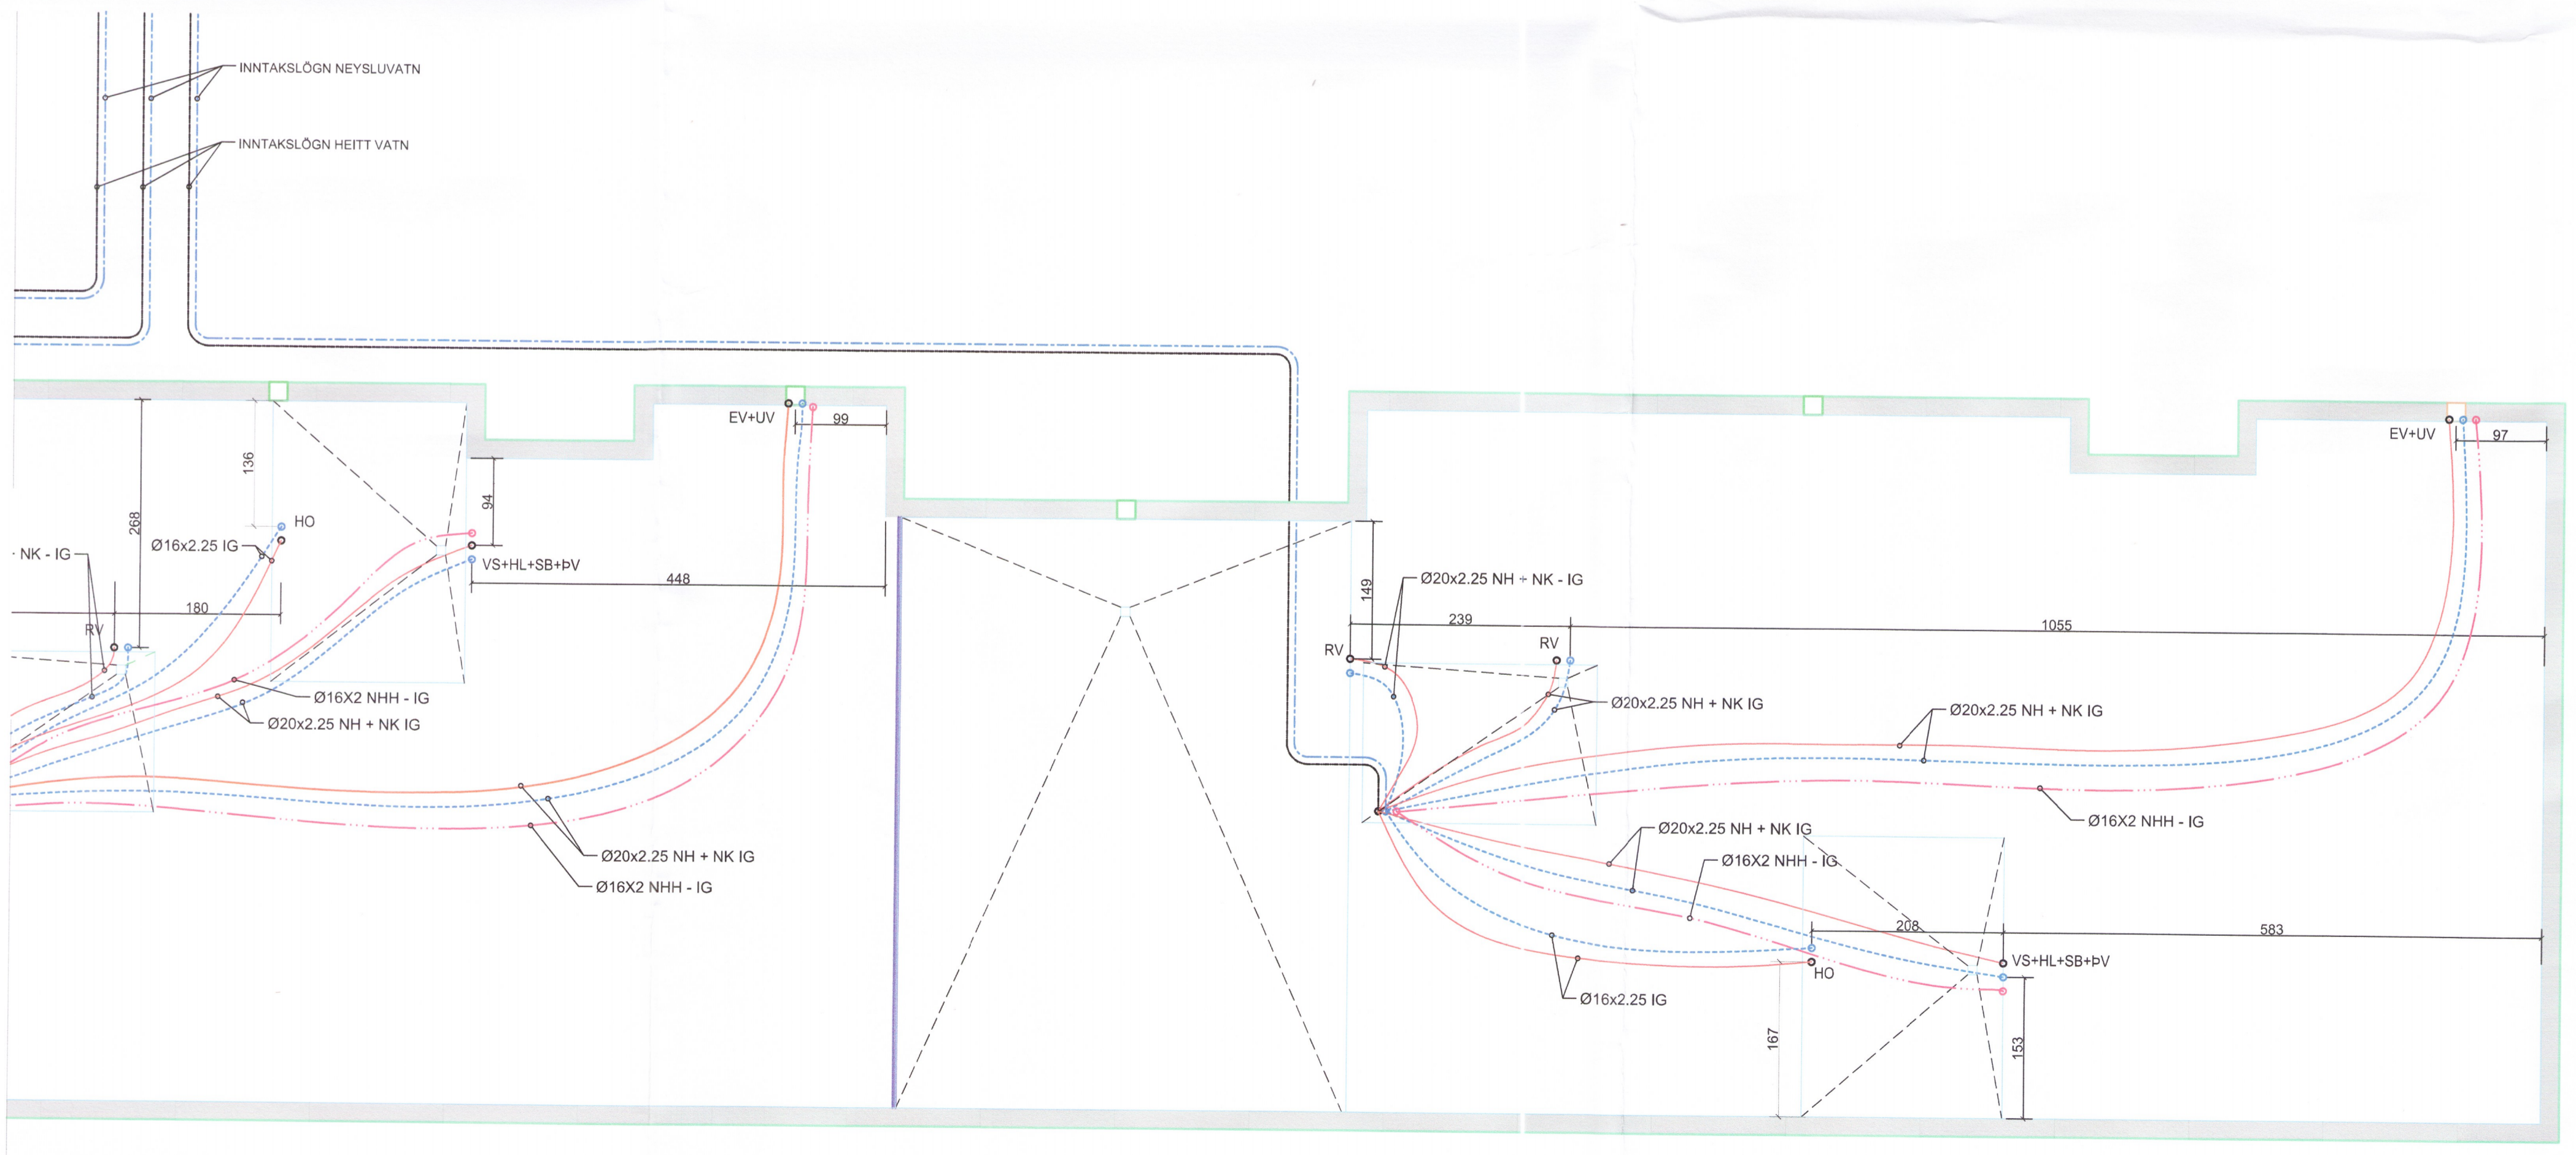 INNTAKSLÖGN NEYSLUVATN
INNTAKSLÖGN HEITT VATN
EV+UV
99
136
94
268
HO
Ø16x2.25 IG
- NK - IG
VS+HL+SB+ÞV
448
180
RV
Ø16X2 NHH - IG
Ø20x2.25 NH + NK IG
Ø20x2.25 NH + NK IG
Ø16X2 NHH - IG
EV+UV
97
149
Ø20x2.25 NH + NK - IG
239
1055
RV
RV
Ø20x2.25 NH + NK IG
Ø20x2.25 NH + NK IG
Ø16X2 NHH - IG
Ø20x2.25 NH + NK IG
Ø16X2 NHH - IG
208
583
VS+HL+SB+ÞV
HO
Ø16x2.25 IG
167
153